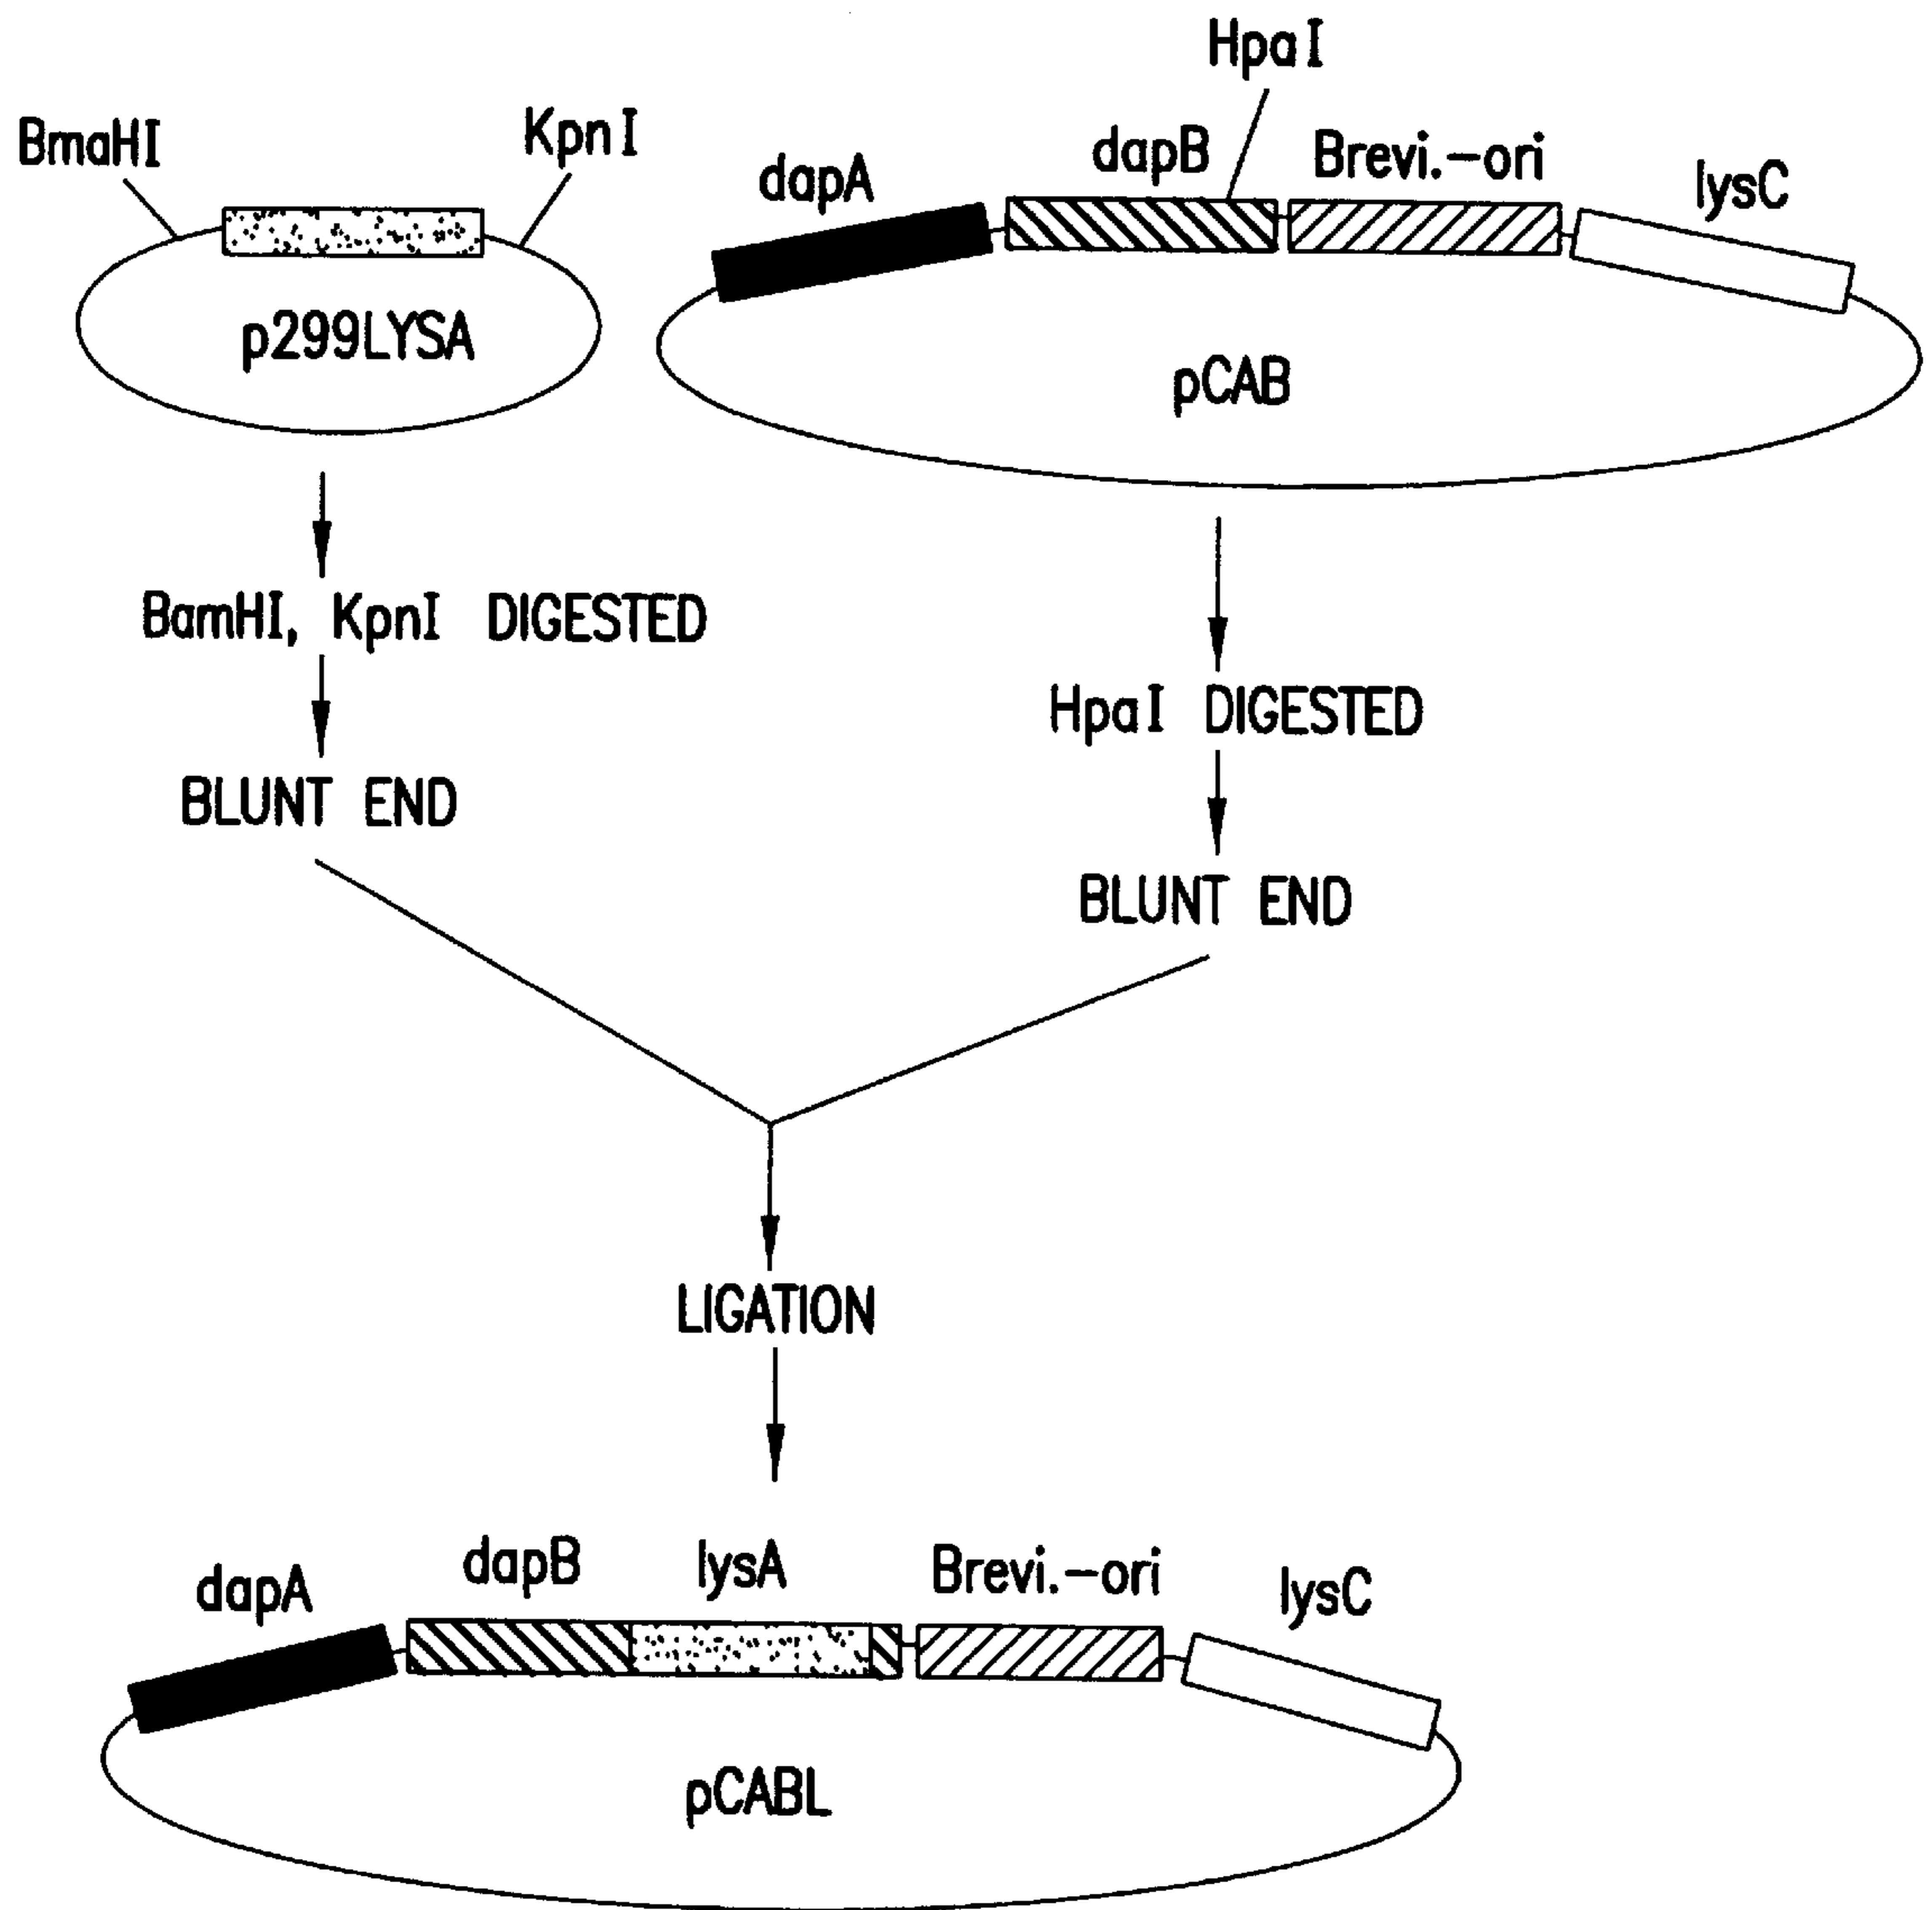 HpaI
BmaHI
KpnI
dapA
dapB
Brevi.-ori
lysC
p299LYSA
pCAB
BamHI, KpnI DIGESTED
HpaI DIGESTED
BLUNT END
BLUNT END
LIGATION
dapA
dapB
lysA
Brevi.-ori
lysC
pCABL